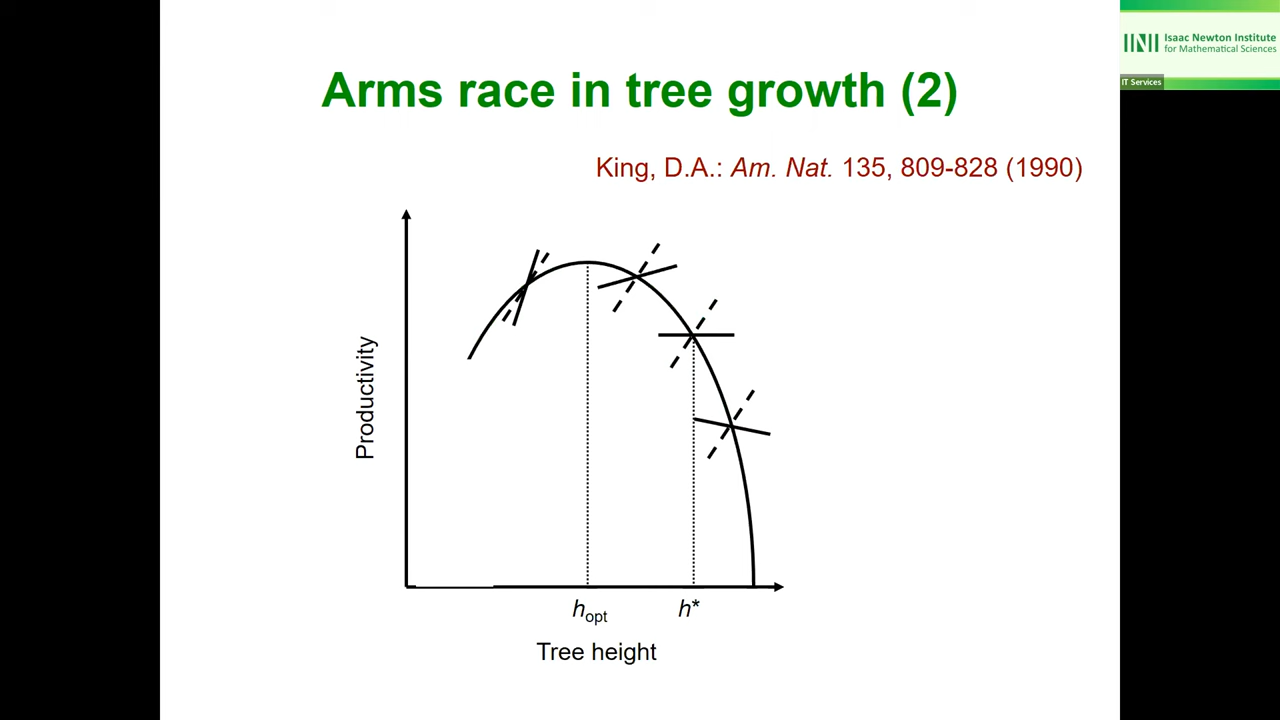 Isaac Newton Institute
for Mathematical Sciences
IT Services
Arms race in tree growth (2)
King, D.A.: Am. Nat. 135, 809-828 (1990)
Productivity
hopt
h*
Tree height